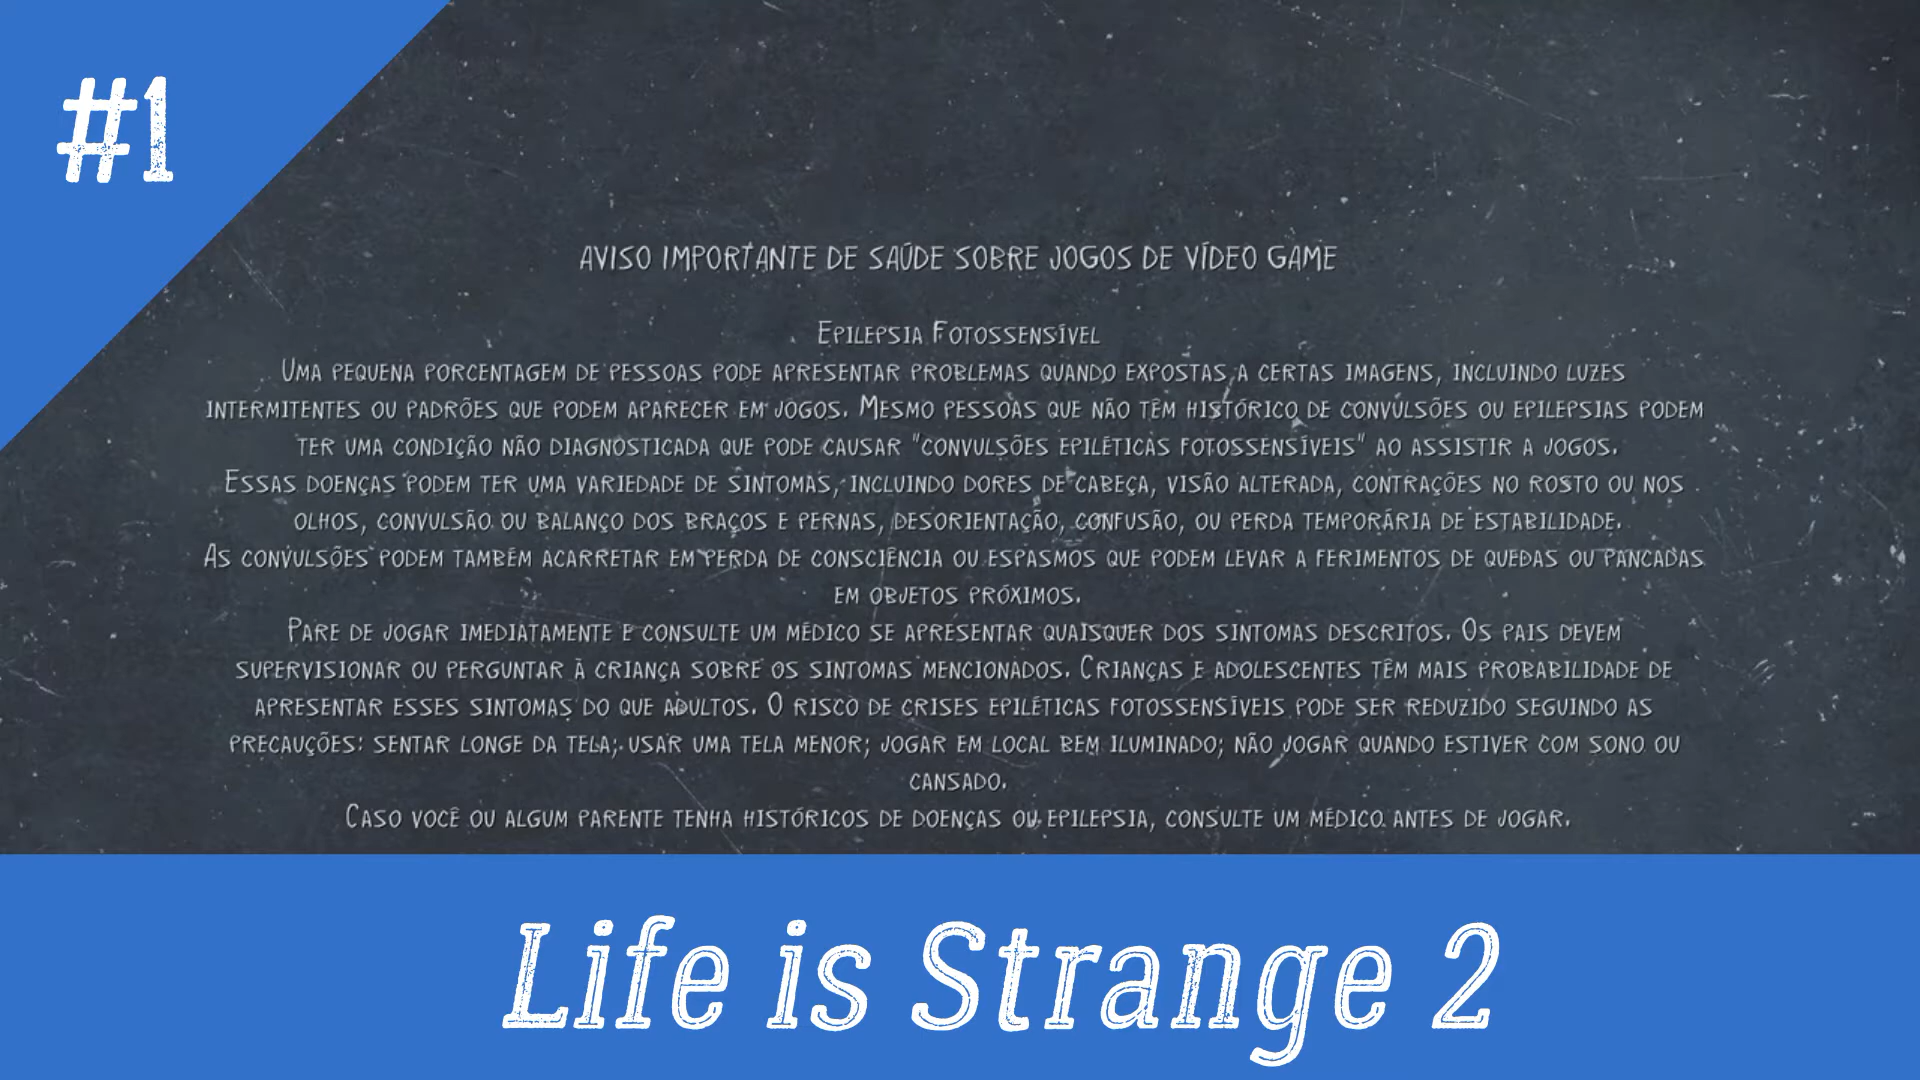 #1
AVISO IMPORTANTE DE SAÚDE SOBRE JOGOS DE VÍDEO GAME
EPILEPSIA FOTOSSENSÍVEL
UMA PEQUENA PORCENTAGEM DE PESSOAS PODE APRESENTAR PROBLEMAS QUANDO EXPOSTAS A CERTAS IMAGENS, INCLUINDO LUZES
INTERMITENTES OU PADRÕES QUE PODEM APARECER EM JOGOS. MESMO PESSOAS QUE NÃO TÊM HISTÓRICO DE CONVULSÕES OU EPILEPSIAS PODEM
TER UMA CONDIÇÃO NÃO DIAGNOSTICADA QUE PODE CAUSAR "CONVULSÕES EPILÉTICAS FOTOSSENSÍVEIS" AO ASSISTIR A JOGOS.
ESSAS DOENÇAS PODEM TER UMA VARIEDADE DE SINTOMAS, INCLUINDO DORES DE CABEÇA, VISÃO ALTERADA, CONTRAÇÕES NO ROSTO OU NOS
OLHOS, CONVULSÃO OU BALANÇO DOS BRAÇOS E PERNAS, DESORIENTAÇÃO, CONFUSÃO, OU PERDA TEMPORÁRIA DE ESTABILIDADE.
AS CONVULSÕES PODEM TAMBÉM ACARRETAR EM PERDA DE CONSCIÊNCIA OU ESPASMOS QUE PODEM LEVAR A FERIMENTOS DE QUEDAS OU PANCADAS
EM OBJETOS PRÓXIMOS.
PARE DE JOGAR IMEDIATAMENTE E CONSULTE UM MÉDICO SE APRESENTAR QUAISQUER DOS SINTOMAS DESCRITOS. OS PAIS DEVEM
SUPERVISIONAR OU PERGUNTAR À CRIANÇA SOBRE OS SINTOMAS MENCIONADOS. CRIANÇAS E ADOLESCENTES TÊM MAIS PROBABILIDADE DE
APRESENTAR ESSES SINTOMAS DO QUE ADULTOS. O RISCO DE CRISES EPILÉTICAS FOTOSSENSÍVEIS PODE SER REDUZIDO SEGUINDO AS
PRECAUÇÕES: SENTAR LONGE DA TELA; USAR UMA TELA MENOR; JOGAR EM LOCAL BEM ILUMINADO; NÃO JOGAR QUANDO ESTIVER COM SONO OU
CANSADO.
CASO VOCÊ OU ALGUM PARENTE TENHA HISTÓRICOS DE DOENÇAS OU EPILEPSIA, CONSULTE UM MÉDICO ANTES DE JOGAR.
Life is Strange 2